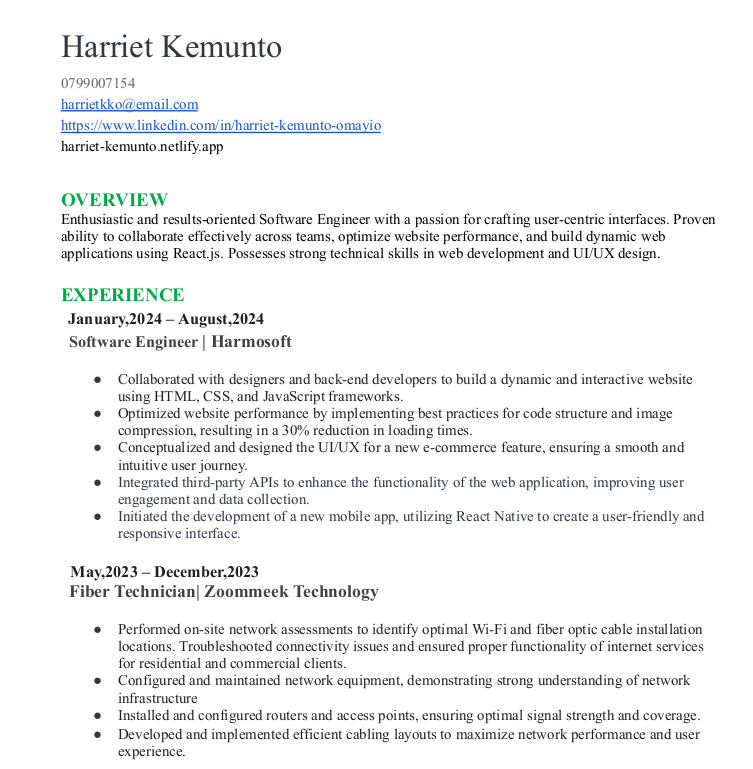 Harriet Kemunto
0799007154
harrietkko@email.com
https://www.linkedin.com/in/harriet-kemunto-omayio
harriet-kemunto.netlify.app
OVERVIEW
Enthusiastic and results-oriented Software Engineer with a passion for crafting user-centric interfaces. Proven
ability to collaborate effectively across teams, optimize website performance, and build dynamic web
applications using React.js. Possesses strong technical skills in web development and UI/UX design.
EXPERIENCE
January,2024 – August,2024
Software Engineer | Harmosoft
● Collaborated with designers and back-end developers to build a dynamic and interactive website
using HTML, CSS, and JavaScript frameworks.
● Optimized website performance by implementing best practices for code structure and image
compression, resulting in a 30% reduction in loading times.
● Conceptualized and designed the UI/UX for a new e-commerce feature, ensuring a smooth and
intuitive user journey.
● Integrated third-party APIs to enhance the functionality of the web application, improving user
engagement and data collection.
● Initiated the development of a new mobile app, utilizing React Native to create a user-friendly and
responsive interface.
May,2023 – December,2023
Fiber Technician| Zoommeek Technology
● Performed on-site network assessments to identify optimal Wi-Fi and fiber optic cable installation
locations. Troubleshooted connectivity issues and ensured proper functionality of internet services
for residential and commercial clients.
● Configured and maintained network equipment, demonstrating strong understanding of network
infrastructure
● Installed and configured routers and access points, ensuring optimal signal strength and coverage.
● Developed and implemented efficient cabling layouts to maximize network performance and user
experience.